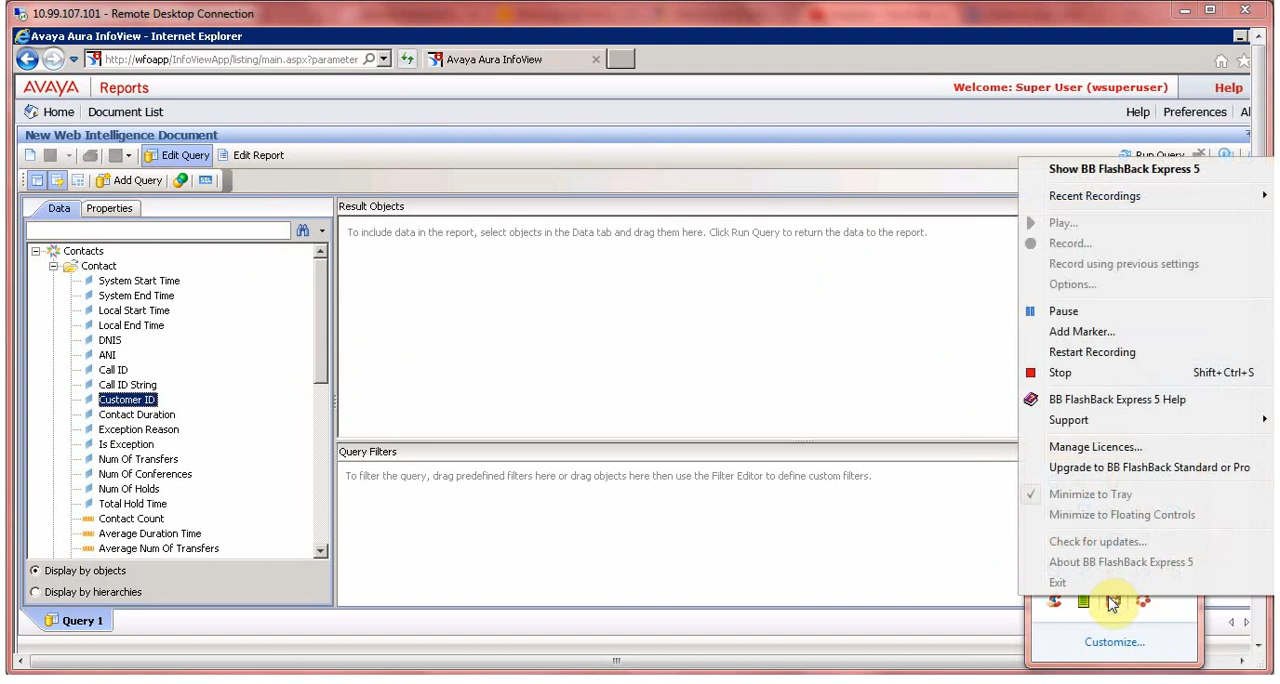 10.99.107.101 - Remote Desktop Connection
Avaya Aura InfoView - Internet Explorer
http://wfoapp/InfoViewApp/listing/main.aspx?parameter
Avaya Aura InfoView
AVAYA Reports
Welcome: Super User (wsuperuser)
Help
Home
Document List
Help
Preferences
New Web Intelligence Document
Edit Query
Edit Report
Run Query
Add Query
SQL
Data
Properties
Contacts
Contact
System Start Time
System End Time
Local Start Time
Local End Time
DNIS
ANI
Call ID
Call ID String
Customer ID
Contact Duration
Exception Reason
Is Exception
Num Of Transfers
Num Of Conferences
Num Of Holds
Total Hold Time
Contact Count
Average Duration Time
Average Num Of Transfers
Display by objects
Display by hierarchies
Query 1
Result Objects
To include data in the report, select objects in the Data tab and drag them here. Click Run Query to return the data to the report.
Query Filters
To filter the query, drag predefined filters here or drag objects here then use the Filter Editor to define custom filters.
Show BB FlashBack Express 5
Recent Recordings
Play...
Record...
Record using previous settings
Options...
Pause
Add Marker...
Restart Recording
Stop Shift+Ctrl+S
BB FlashBack Express 5 Help
Support
Manage Licences...
Upgrade to BB FlashBack Standard or Pro
Minimize to Tray
Minimize to Floating Controls
Check for updates...
About BB FlashBack Express 5
Exit
Customize...